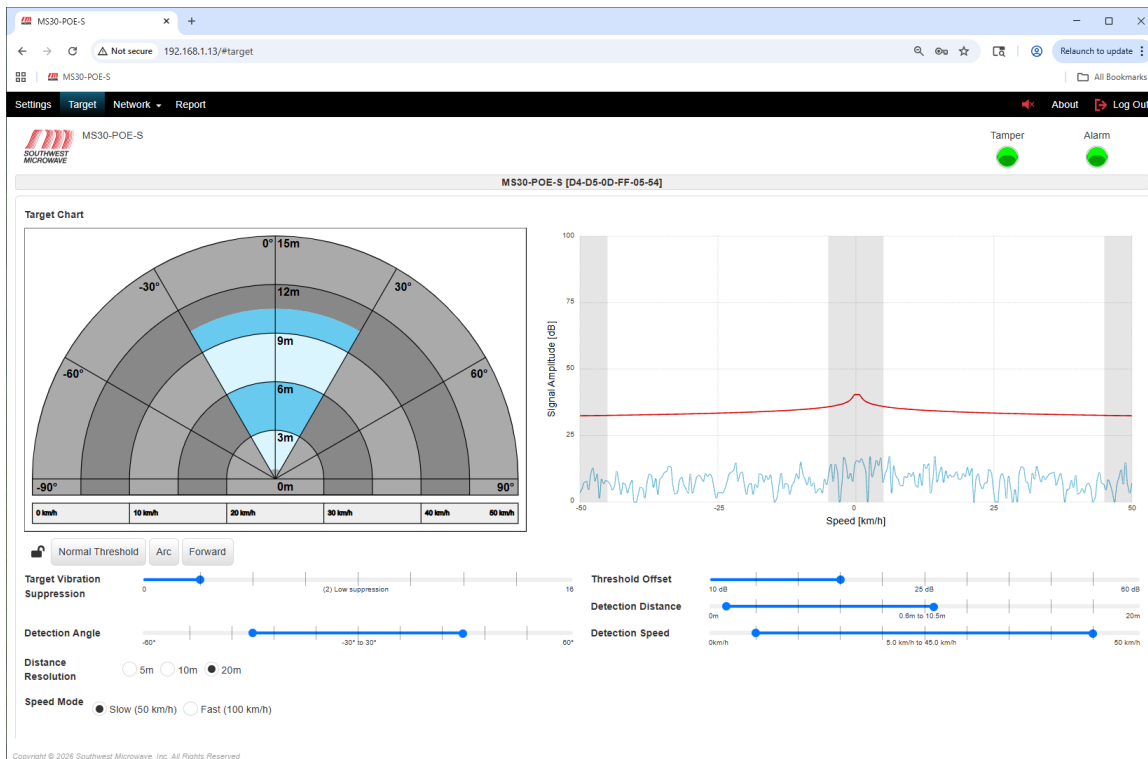 MS30-POE-S
Not secure 192.168.1.13/#target
Relaunch to update
MS30-POE-S
All Bookmarks
Settings Target Network Report About Log Out
SOUTHWEST
MICROWAVE
MS30-POE-S
Tamper Alarm
MS30-POE-S [D4-D5-0D-FF-05-54]
Target Chart
0° 15m
-30° 12m 30°
9m
-60° 6m 60°
3m
-90° 0m 90°
0 km/h 10 km/h 20 km/h 30 km/h 40 km/h 50 km/h
Signal Amplitude [dB]
100
75
50
25
0
-50 -25 0 25 50
Speed [km/h]
Normal Threshold Arc Forward
Target Vibration Suppression
0 (2) Low suppression 16
Threshold Offset
10 dB 25 dB 60 dB
Detection Distance
0m 0.6m to 10.5m 20m
Detection Angle
-60° -30° to 30° 60°
Detection Speed
0km/h 5.0 km/h to 45.0 km/h 50 km/h
Distance Resolution
5m 10m 20m
Speed Mode
Slow (50 km/h) Fast (100 km/h)
Copyright © 2026 Southwest Microwave, Inc. All Rights Reserved